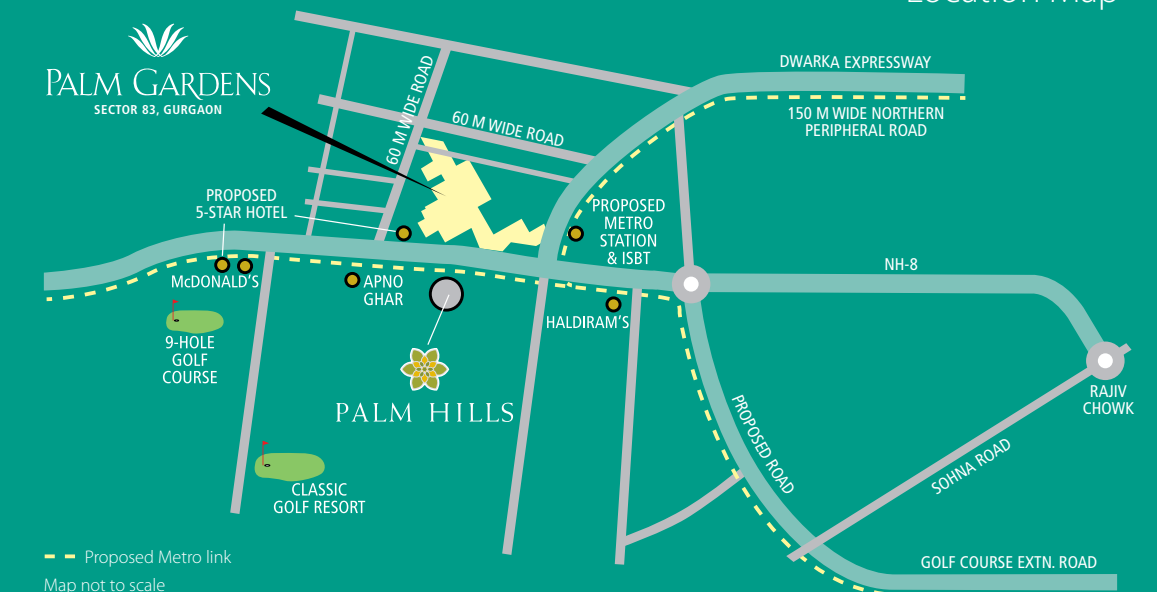 Location Map
PALM GARDENS
SECTOR 83, GURGAON
DWARKA EXPRESSWAY
150 M WIDE NORTHERN
PERIPHERAL ROAD
60 M WIDE ROAD
60 M WIDE ROAD
PROPOSED
5-STAR HOTEL
PROPOSED
METRO
STATION
& ISBT
NH-8
McDONALD'S
APNO
GHAR
HALDIRAM'S
9-HOLE
GOLF
COURSE
PALM HILLS
RAJIV
CHOWK
PROPOSED ROAD
SOHNA ROAD
CLASSIC
GOLF RESORT
Proposed Metro link
GOLF COURSE EXTN. ROAD
Map not to scale